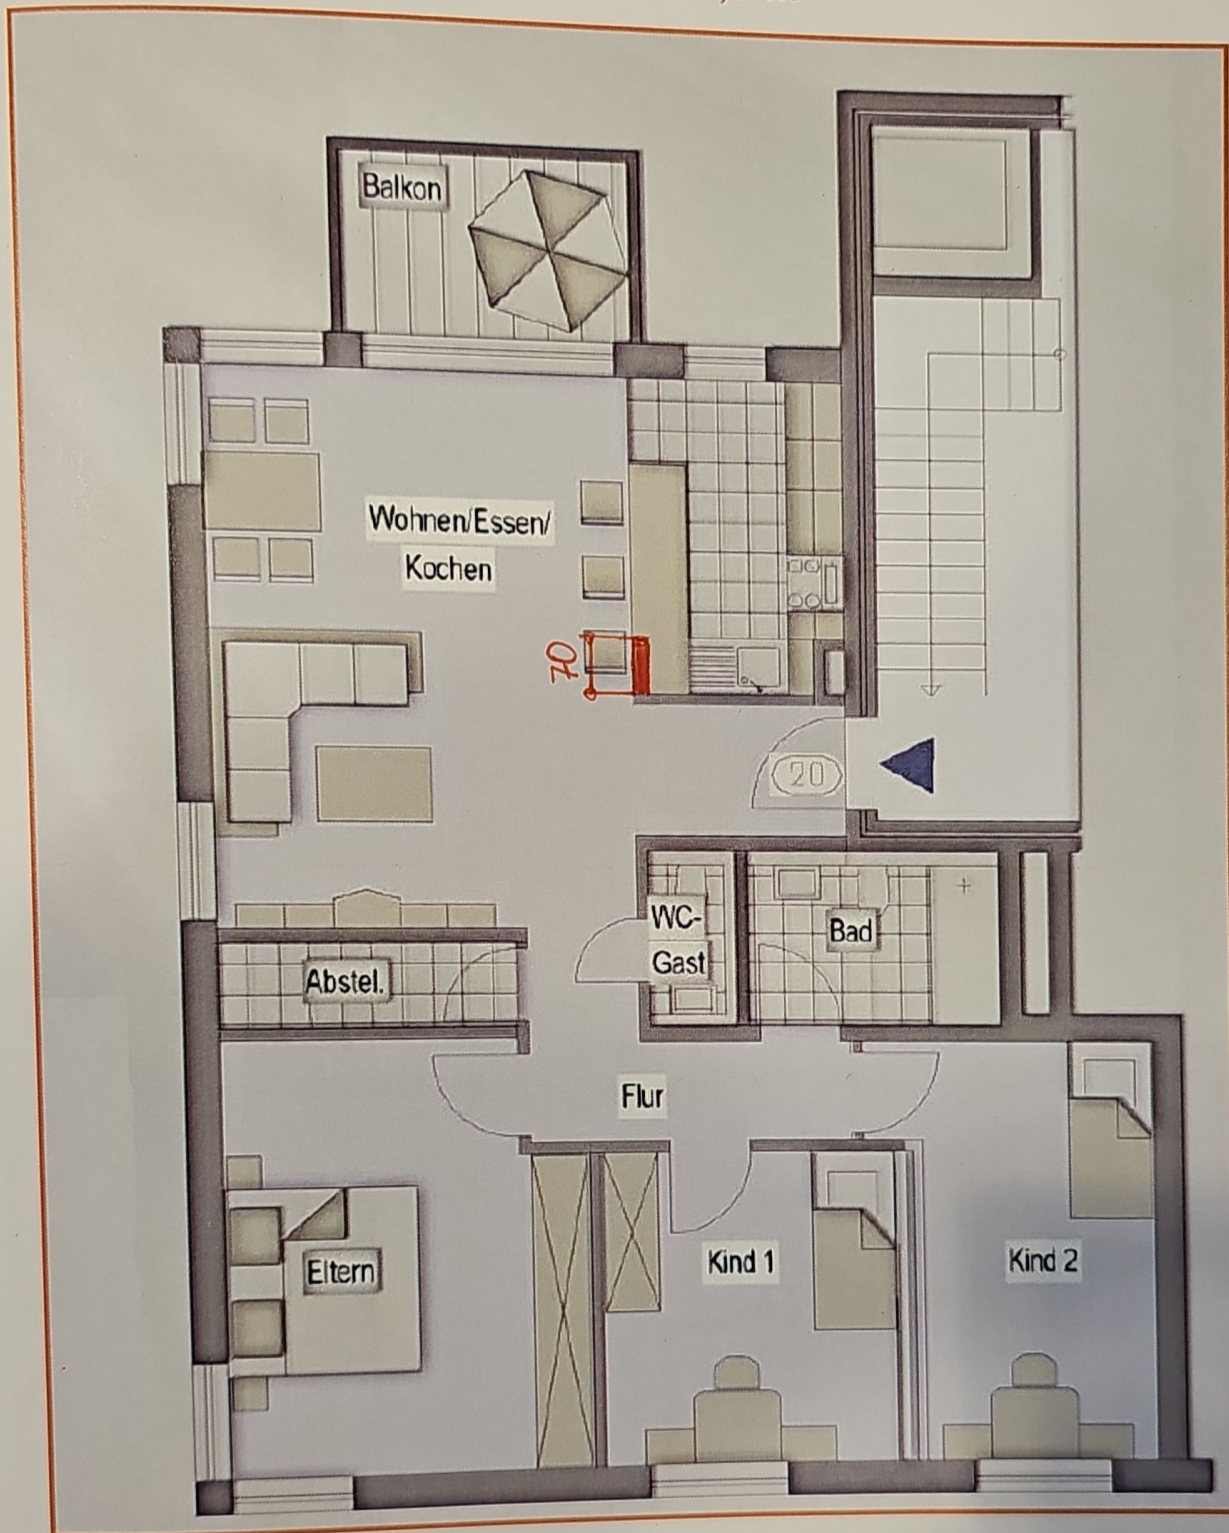 Balkon
Wohnen/Essen/
Kochen
70
20
WC-
Gast
Bad
Abstel.
Flur
Eltern
Kind 1
Kind 2